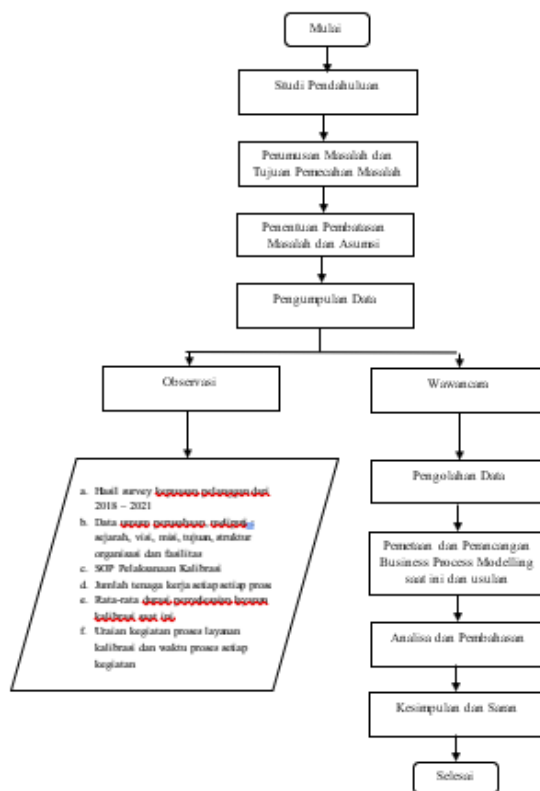 Mulai
Studi Pendahuluan
Perumusan Masalah dan
Tujuan Pemecahan Masalah
Penentuan Pembatasan
Masalah dan Asumsi
Pengumpulan Data
Observasi
a. Hasil survey kepuasan pelanggan dari
2018 – 2021
b. Data umum perusahaan, meliputi
sejarah, visi, misi, tujuan, struktur
organisasi dan fasilitas
c. SOP Pelaksanaan Kalibrasi
d. Jumlah tenaga kerja setiap setiap prose
e. Rata-rata durasi penyelesaian layanan
kalibrasi saat ini
f. Uraian kegiatan proses layanan
kalibrasi dan waktu proses setiap
kegiatan
Wawancara
Pengolahan Data
Pemetaan dan Perancangan
Business Process Modelling
saat ini dan usulan
Analisa dan Pembahasan
Kesimpulan dan Saran
Selesai